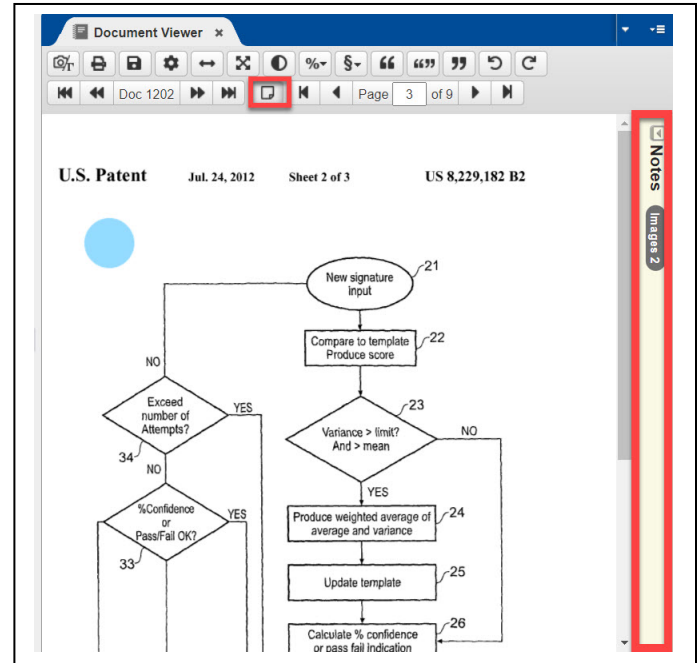 Document Viewer ×
%
§
“
“”
”
Doc 1202
Page 3 of 9
Notes
Images 2
U.S. Patent Jul. 24, 2012 Sheet 2 of 3 US 8,229,182 B2
21
New signature
input
22
Compare to template
Produce score
NO
23
Exceed
number of
Attempts?
YES
34
Variance > limit?
And > mean
NO
NO
YES
%Confidence
or
Pass/Fail OK?
YES
33
24
Produce weighted average of
average and variance
25
Update template
26
Calculate % confidence
or pass fail indication